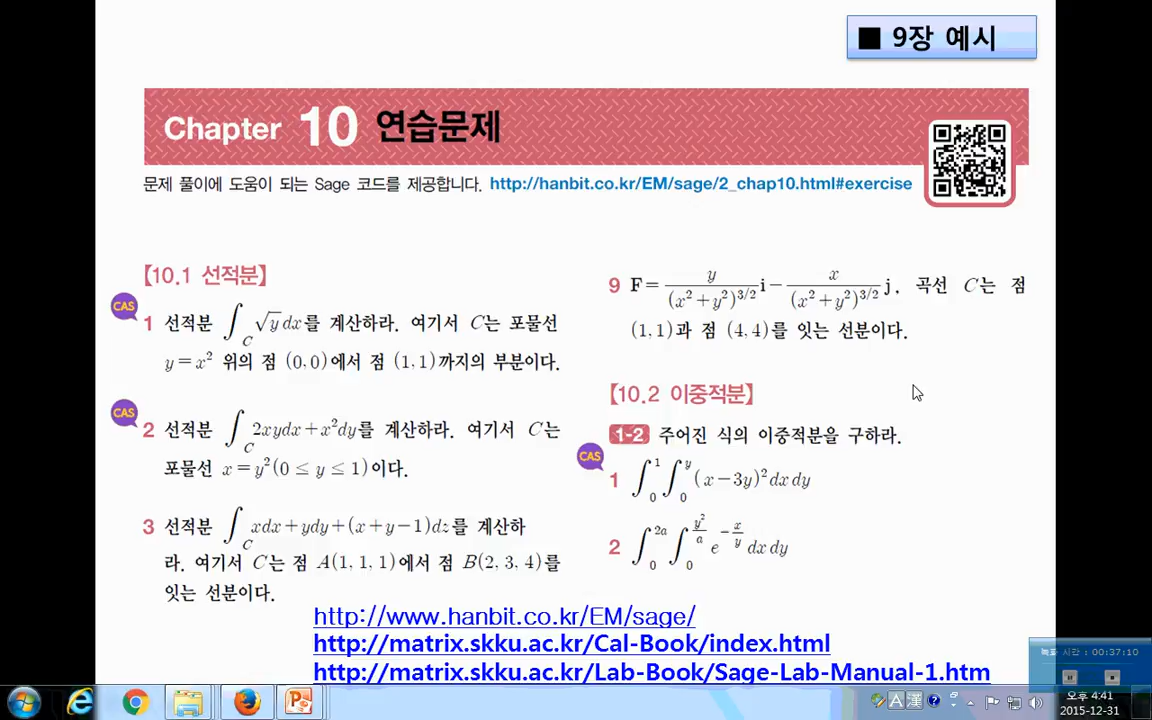 ■ 9장 예시
Chapter 10 연습문제
문제 풀이에 도움이 되는 Sage 코드를 제공합니다. http://hanbit.co.kr/EM/sage/2_chap10.html#exercise
【10.1 선적분】
CAS
1 선적분 ∫_C √y dx를 계산하라. 여기서 C는 포물선
y=x² 위의 점 (0,0)에서 점 (1,1)까지의 부분이다.
CAS
2 선적분 ∫_C 2xydx+x²dy를 계산하라. 여기서 C는
포물선 x=y²(0≤y≤1)이다.
3 선적분 ∫_C xdx+ydy+(x+y−1)dz를 계산하
라. 여기서 C는 점 A(1, 1, 1)에서 점 B(2, 3, 4)를
잇는 선분이다.
9 F= y/(x²+y²)^{3/2} i− x/(x²+y²)^{3/2} j, 곡선 C는 점
(1,1)과 점 (4,4)를 잇는 선분이다.
【10.2 이중적분】
1-2 주어진 식의 이중적분을 구하라.
CAS
1 ∫_0^1 ∫_0^y (x−3y)² dx dy
2 ∫_0^{2a} ∫_0^{y²/a} e^{−x/y} dx dy
http://www.hanbit.co.kr/EM/sage/
http://matrix.skku.ac.kr/Cal-Book/index.html
http://matrix.skku.ac.kr/Lab-Book/Sage-Lab-Manual-1.htm
녹화 시간 : 00:37:10
A 漢
오후 4:41
2015-12-31